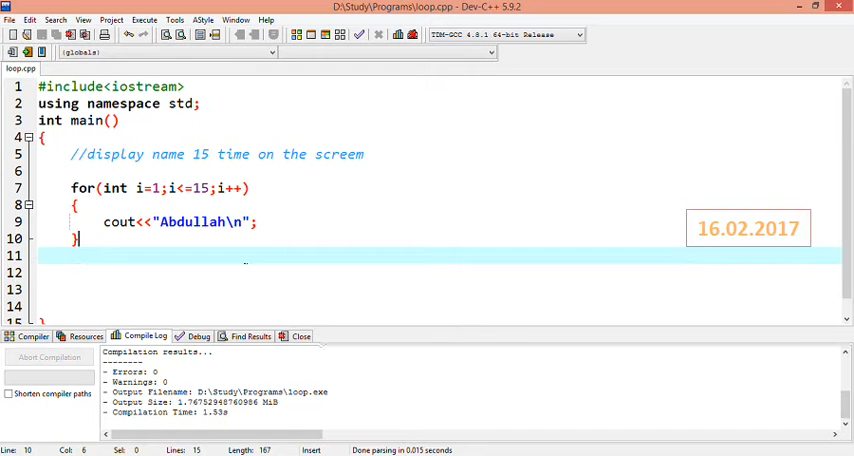 D:\Study\Programs\loop.cpp - Dev-C++ 5.9.2
File Edit Search View Project Execute Tools AStyle Window Help
TDM-GCC 4.8.1 64-bit Release
(globals)
loop.cpp
1 #include<iostream>
2 using namespace std;
3 int main()
4 {
5 //display name 15 time on the screem
6
7 for(int i=1;i<=15;i++)
8 {
9 cout<<"Abdullah\n";
10 }
11
12
13
14
15 }
16.02.2017
Compiler Resources Compile Log Debug Find Results Close
Abort Compilation
Shorten compiler paths
Compilation results...
--------
- Errors: 0
- Warnings: 0
- Output Filename: D:\Study\Programs\loop.exe
- Output Size: 1.76752948760986 MiB
- Compilation Time: 1.53s
Line: 10 Col: 6 Sel: 0 Lines: 15 Length: 167 Insert Done parsing in 0.015 seconds